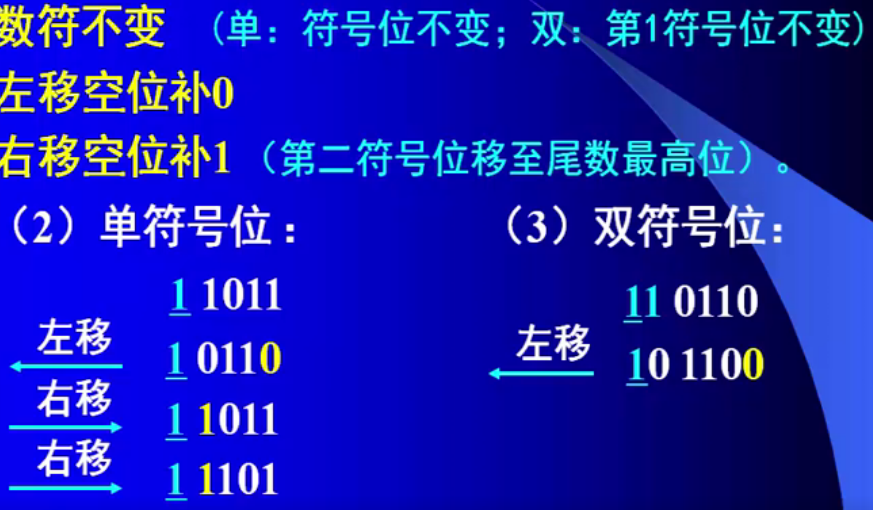 数符不变 （单：符号位不变；双：第1符号位不变）
左移空位补0
右移空位补1 （第二符号位移至尾数最高位）。
（2）单符号位：
1 1011
左移 1 0110
右移 1 1011
右移 1 1101
（3）双符号位：
11 0110
左移 10 1100